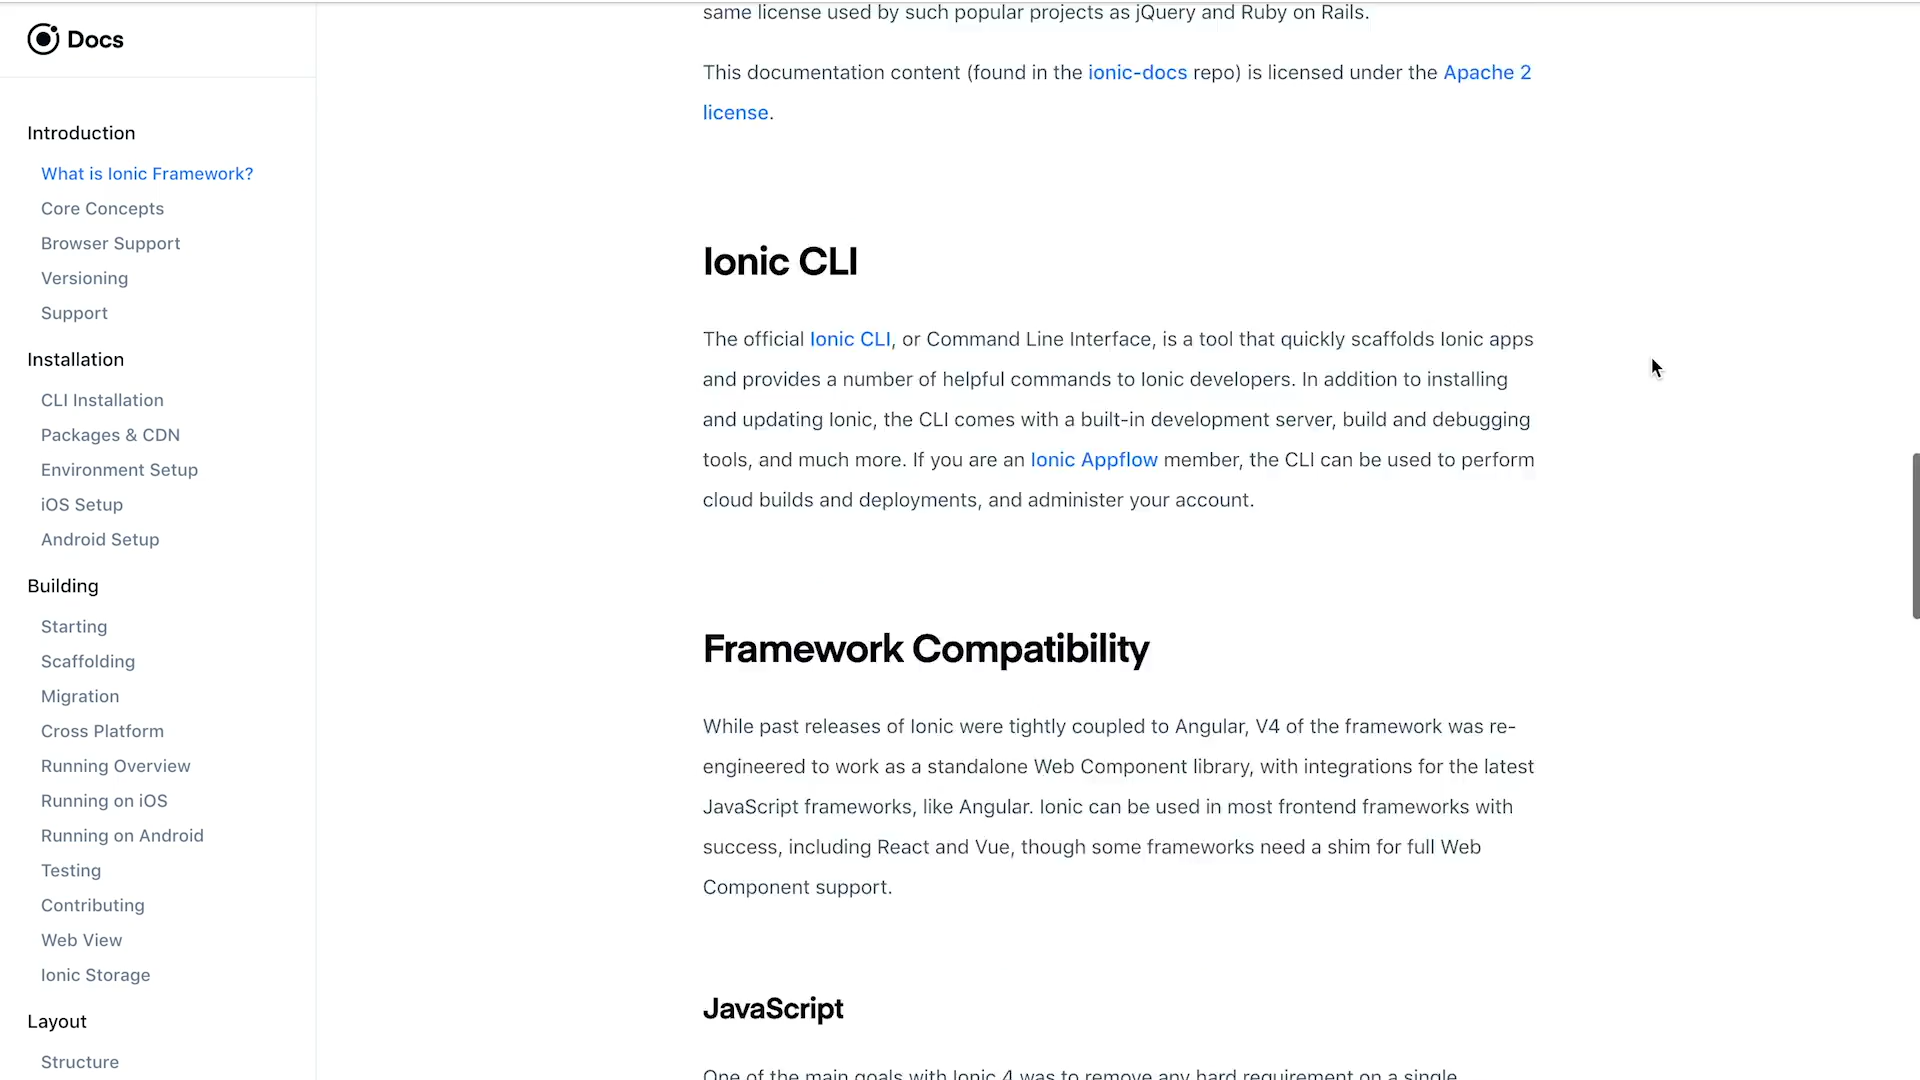 Docs
Introduction
What is Ionic Framework?
Core Concepts
Browser Support
Versioning
Support
Installation
CLI Installation
Packages & CDN
Environment Setup
iOS Setup
Android Setup
Building
Starting
Scaffolding
Migration
Cross Platform
Running Overview
Running on iOS
Running on Android
Testing
Contributing
Web View
Ionic Storage
Layout
Structure
same license used by such popular projects as jQuery and Ruby on Rails.
This documentation content (found in the ionic-docs repo) is licensed under the Apache 2
license.
Ionic CLI
The official Ionic CLI, or Command Line Interface, is a tool that quickly scaffolds Ionic apps
and provides a number of helpful commands to Ionic developers. In addition to installing
and updating Ionic, the CLI comes with a built-in development server, build and debugging
tools, and much more. If you are an Ionic Appflow member, the CLI can be used to perform
cloud builds and deployments, and administer your account.
Framework Compatibility
While past releases of Ionic were tightly coupled to Angular, V4 of the framework was re-
engineered to work as a standalone Web Component library, with integrations for the latest
JavaScript frameworks, like Angular. Ionic can be used in most frontend frameworks with
success, including React and Vue, though some frameworks need a shim for full Web
Component support.
JavaScript
One of the main goals with Ionic 4 was to remove any hard requirement on a single